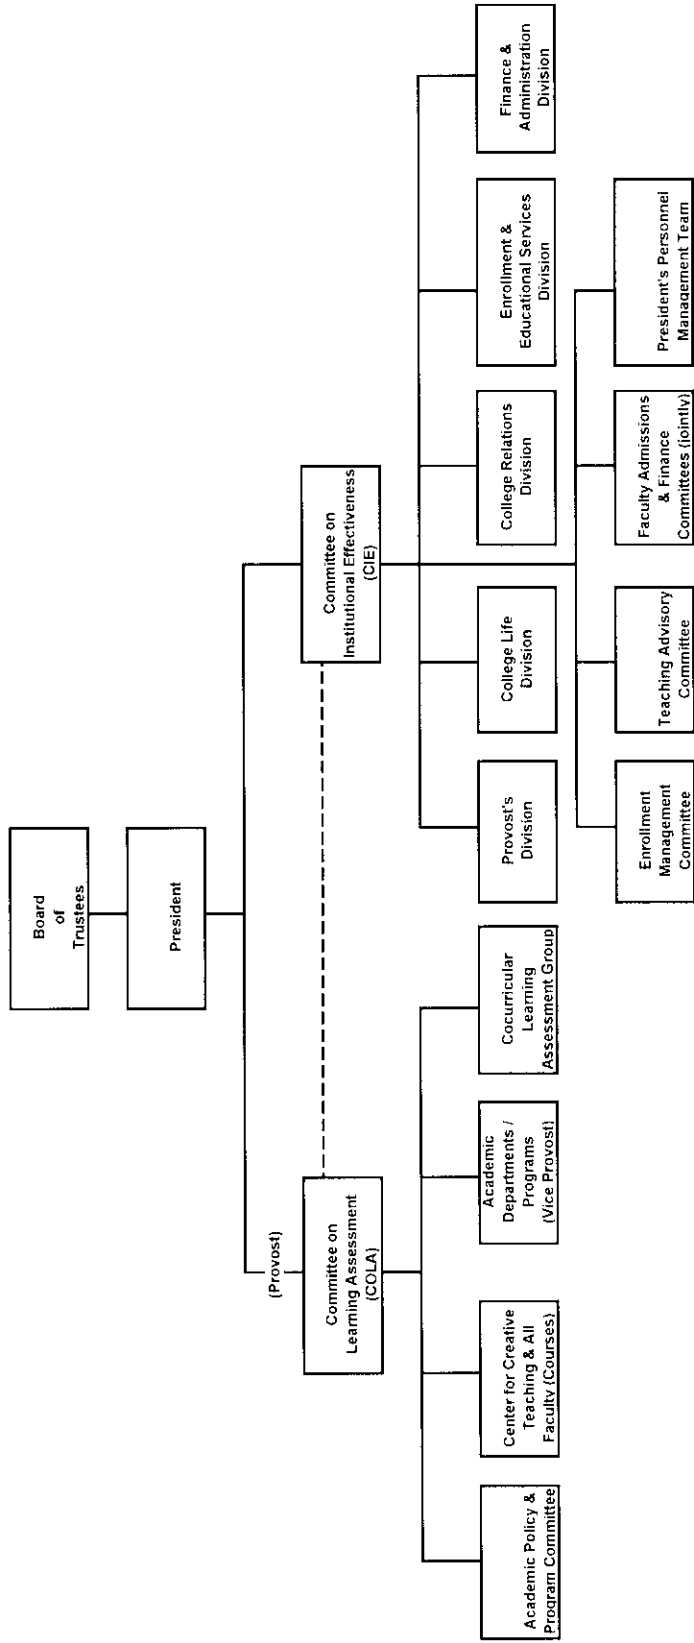 Board
of
Trustees
President
(Provost)
Committee on
Learning Assessment
(COLA)
Committee on
Institutional Effectiveness
(CIE)
Academic Policy &
Program Committee
Center for Creative
Teaching & All
Faculty (Courses)
Academic
Departments /
Programs
(Vice Provost)
Cocurricular
Learning
Assessment Group
Provost's
Division
College Life
Division
College Relations
Division
Enrollment &
Educational Services
Division
Finance &
Administration
Division
Enrollment
Management
Committee
Teaching Advisory
Committee
Faculty Admissions
& Finance
Committees (jointly)
President's Personnel
Management Team